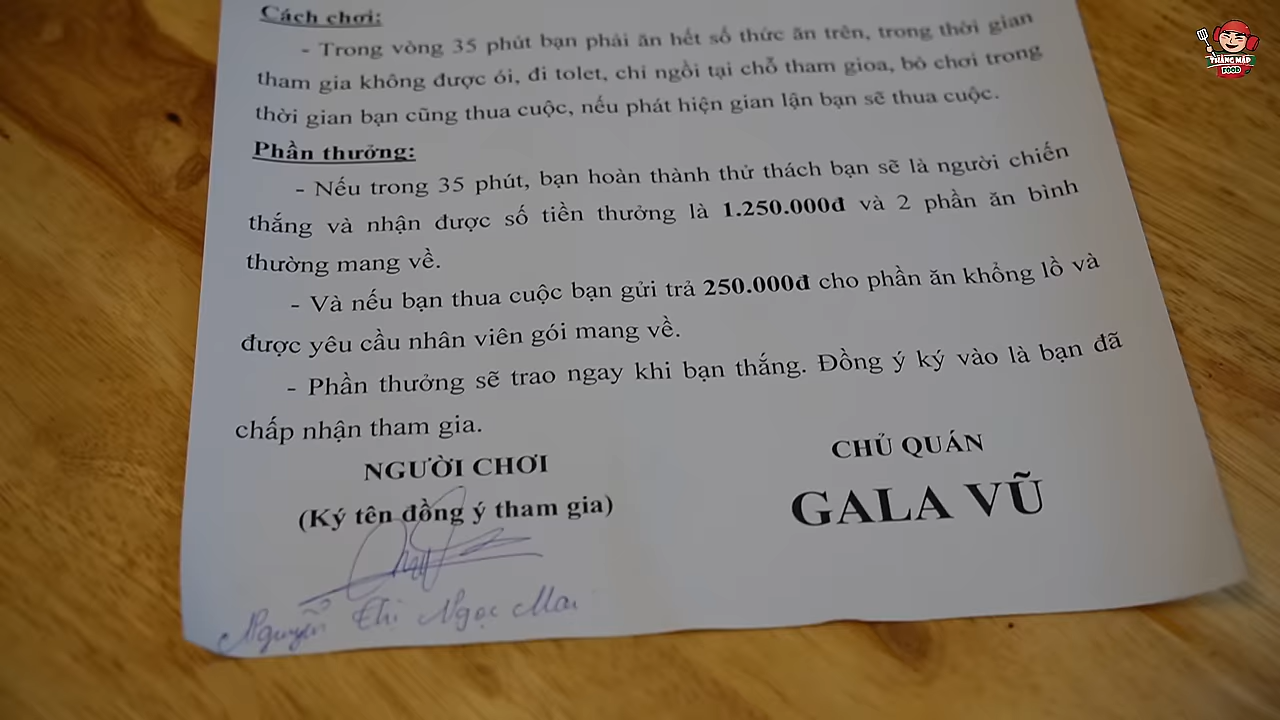 Cách chơi:
- Trong vòng 35 phút bạn phải ăn hết số thức ăn trên, trong thời gian
tham gia không được ói, đi tolet, chỉ ngồi tại chỗ tham gioa, bỏ chơi trong
thời gian bạn cũng thua cuộc, nếu phát hiện gian lận bạn sẽ thua cuộc.
Phần thưởng:
- Nếu trong 35 phút, bạn hoàn thành thử thách bạn sẽ là người chiến
thắng và nhận được số tiền thưởng là 1.250.000đ và 2 phần ăn bình
thường mang về.
- Và nếu bạn thua cuộc bạn gửi trả 250.000đ cho phần ăn khổng lồ và
được yêu cầu nhân viên gói mang về.
- Phần thưởng sẽ trao ngay khi bạn thắng. Đồng ý ký vào là bạn đã
chấp nhận tham gia.
NGƯỜI CHƠI
(Ký tên đồng ý tham gia)
Nguyễn Thị Ngọc Mai
CHỦ QUÁN
GALA VŨ
THẰNG MẬP
FOOD